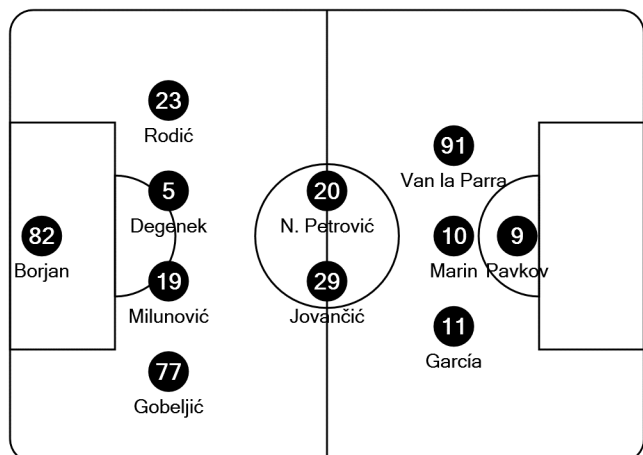 23
Rodić
91
Van la Parra
5
Degenek
20
N. Petrović
82
Borjan
10
Marin
9
Pavkov
19
Milunović
29
Jovančić
11
García
77
Gobeljić